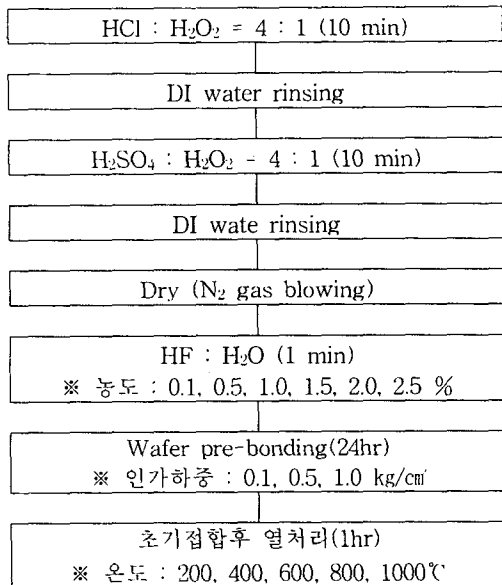 HCl : H₂O₂ = 4 : 1 (10 min)
DI water rinsing
H₂SO₄ : H₂O₂ - 4 : 1 (10 min)
DI wate rinsing
Dry (N₂ gas blowing)
HF : H₂O (1 min)
※ 농도 : 0.1, 0.5, 1.0, 1.5, 2.0, 2.5 %
Wafer pre-bonding(24hr)
※ 인가하중 : 0.1, 0.5, 1.0 kg/㎠
초기접합후 열처리(1hr)
※ 온도 : 200, 400, 600, 800, 1000℃